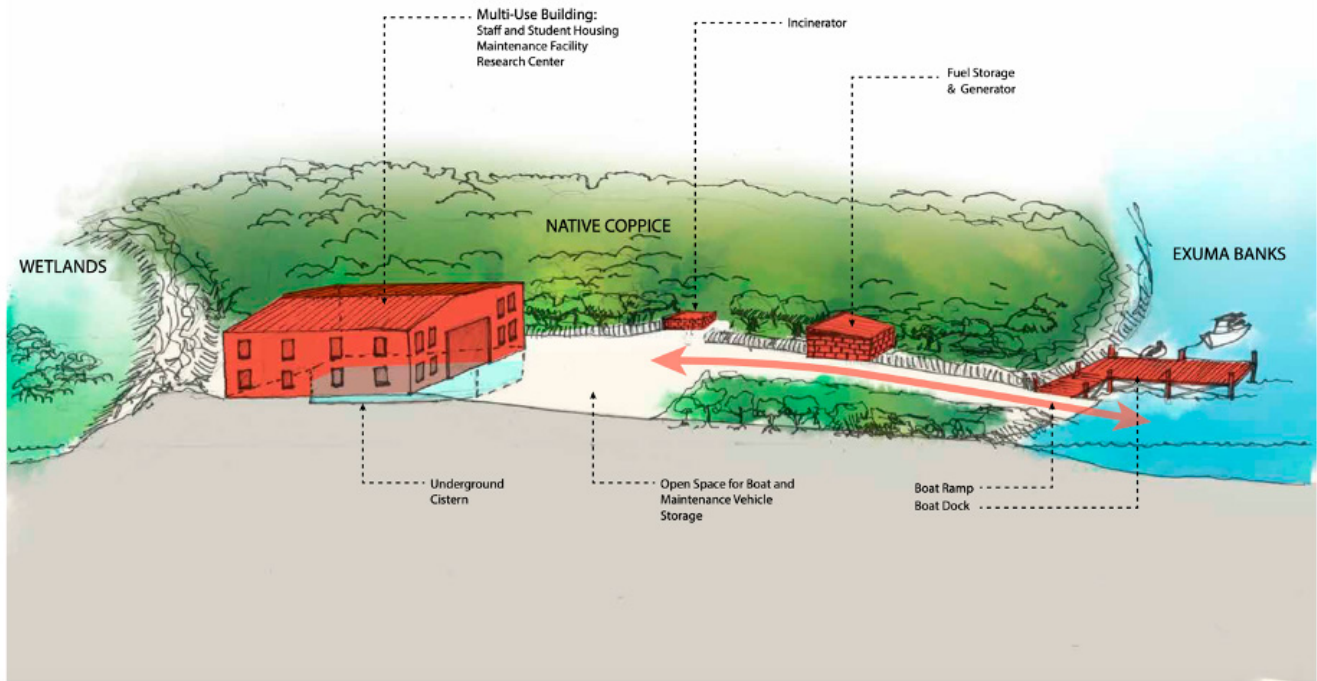 Multi-Use Building:
Staff and Student Housing
Maintenance Facility
Research Center
Incinerator
Fuel Storage
& Generator
NATIVE COPPICE
WETLANDS
EXUMA BANKS
Underground
Cistern
Open Space for Boat and
Maintenance Vehicle
Storage
Boat Ramp
Boat Dock